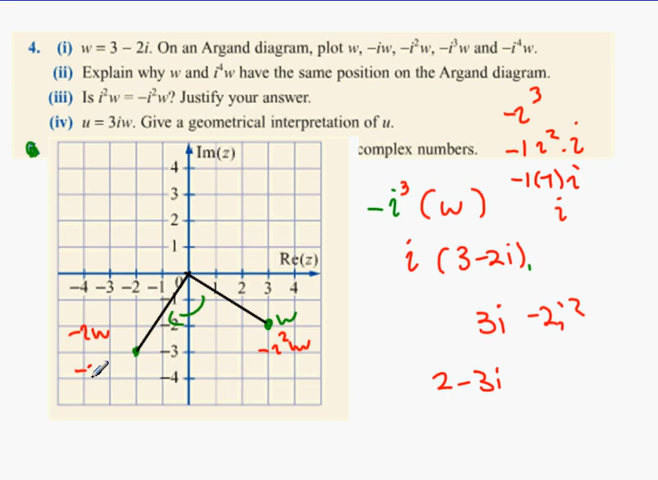 4. (i) w = 3 – 2i. On an Argand diagram, plot w, –iw, –i²w, –i³w and –i⁴w.
(ii) Explain why w and i⁴w have the same position on the Argand diagram.
(iii) Is i²w = –i²w? Justify your answer.
(iv) u = 3iw. Give a geometrical interpretation of u.
complex numbers.
-i³
-1 i². i
-1(-1)i
i
-i³ (w)
i (3-2i).
3i -2i²
2-3i
Im(z)
4
3
2
1
Re(z)
-4 -3 -2 -1 0 1 2 3 4
-2
-3
-4
w
-i²w
-iw